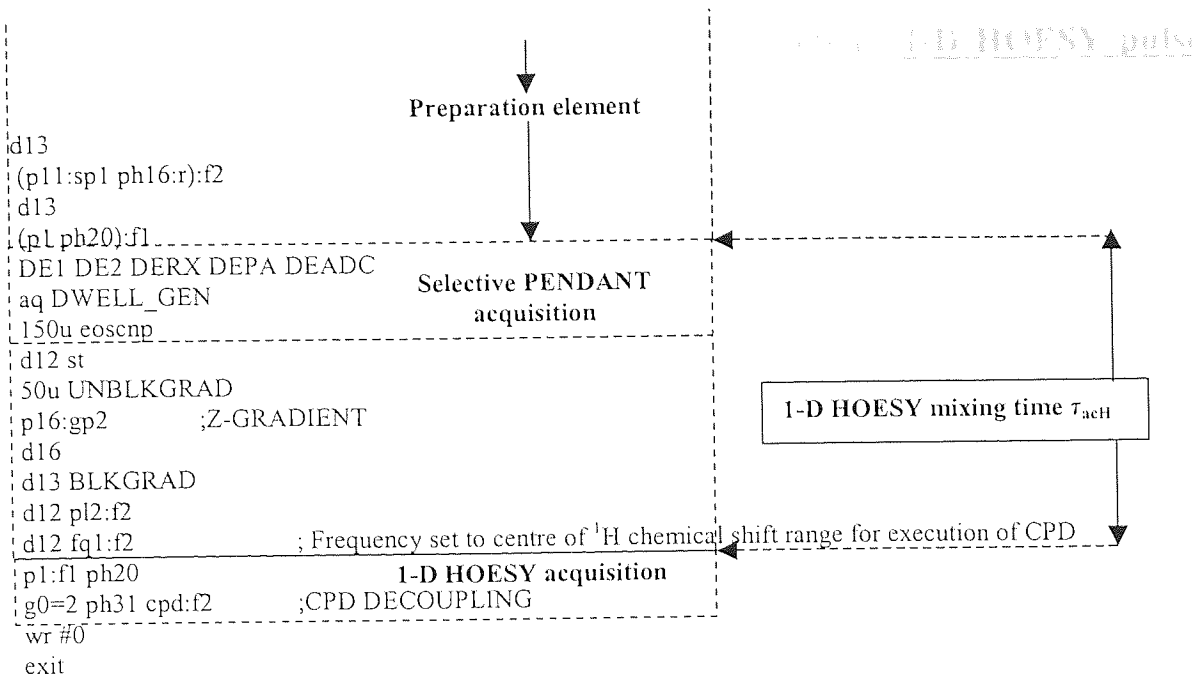 1-D HOESY pulse
Preparation element
d13
(p11:sp1 ph16:r):f2
d13
(p1 ph20):f1
DE1 DE2 DERX DEPA DEADC
aq DWELL_GEN
150u eoscnp
Selective PENDANT
acquisition
d12 st
50u UNBLKGRAD
p16:gp2 ;Z-GRADIENT
d16
d13 BLKGRAD
d12 pl2:f2
d12 fq1:f2 ; Frequency set to centre of ¹H chemical shift range for execution of CPD
1-D HOESY mixing time τacH
p1:f1 ph20 1-D HOESY acquisition
g0=2 ph31 cpd:f2 ;CPD DECOUPLING
wr #0
exit